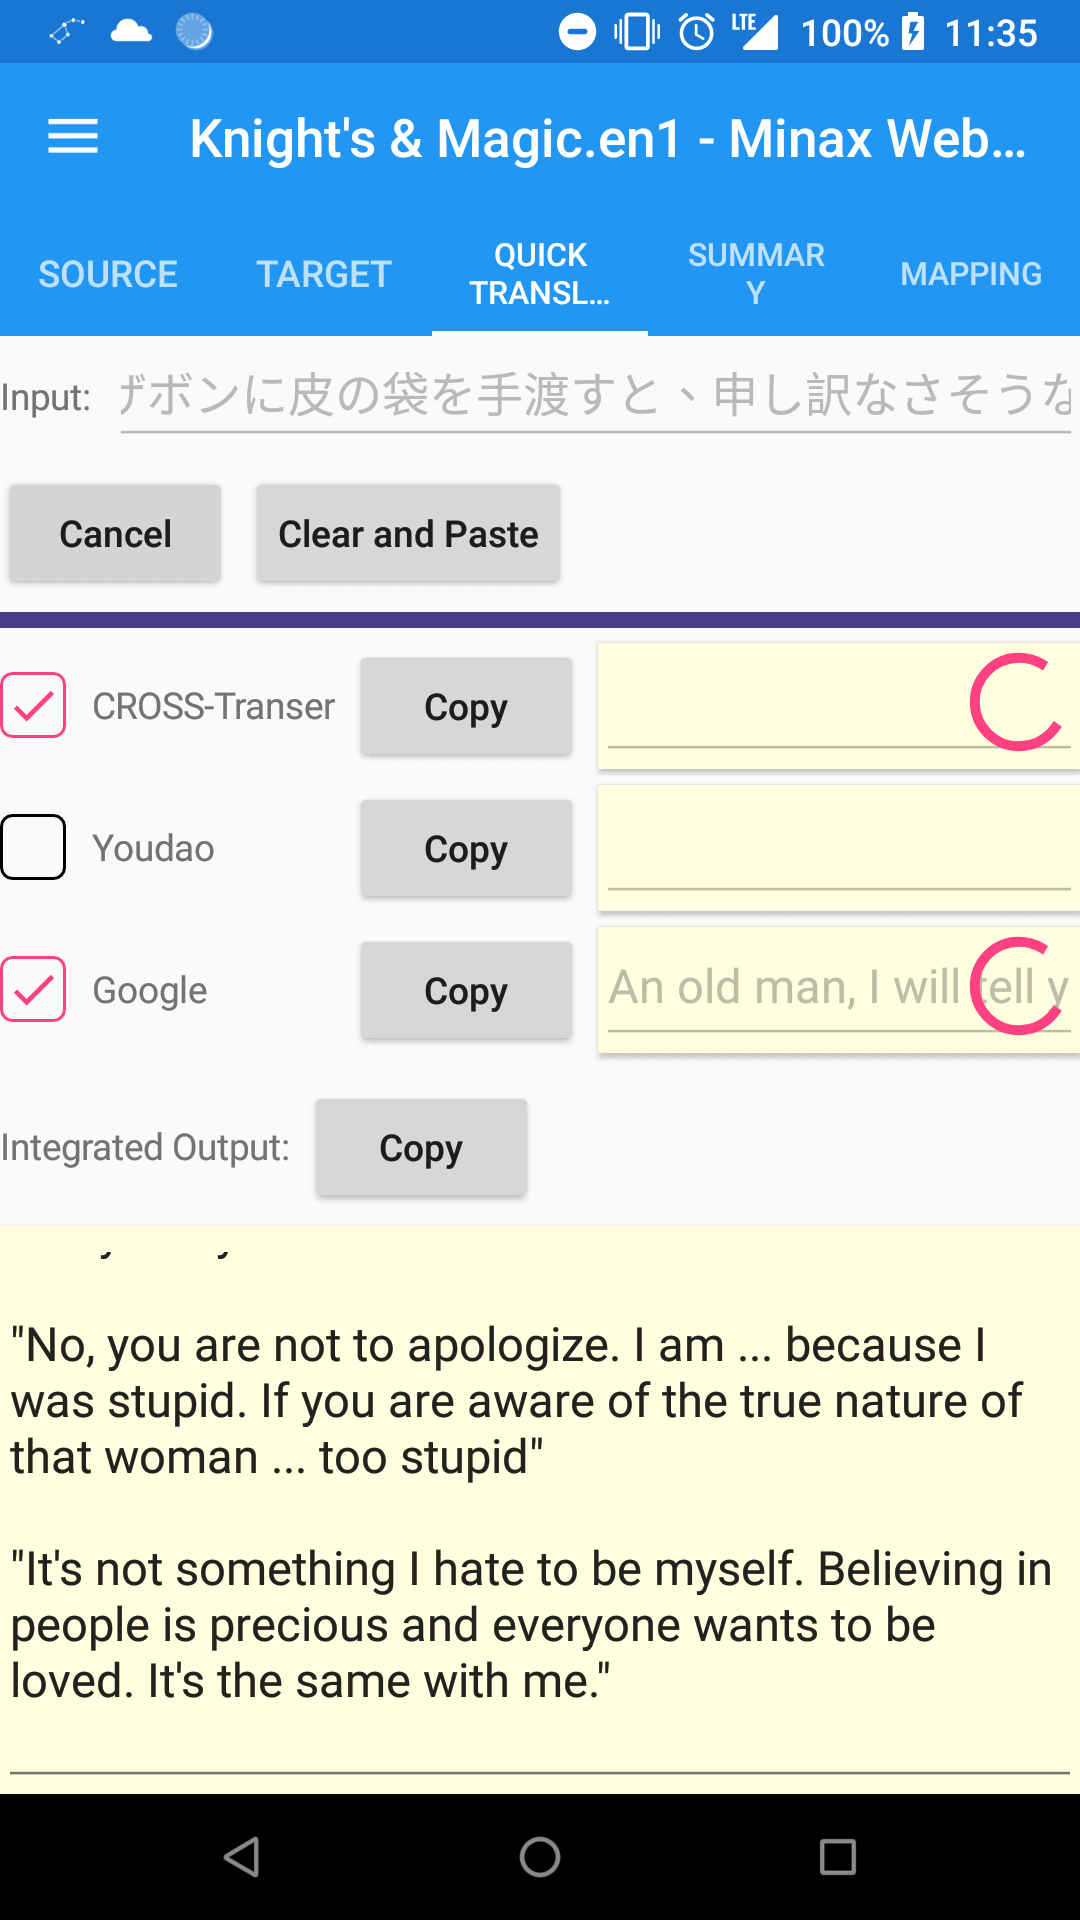 LTE 100% 11:35
Knight's & Magic.en1 - Minax Web...
SOURCE
TARGET
QUICK
TRANSL...
SUMMAR
Y
MAPPING
Input: ボンに皮の袋を手渡すと、申し訳なさそうな
Cancel
Clear and Paste
CROSS-Transer
Copy
Youdao
Copy
Google
Copy
An old man, I will tell y
Integrated Output:
Copy
"No, you are not to apologize. I am ... because I
was stupid. If you are aware of the true nature of
that woman ... too stupid"
"It's not something I hate to be myself. Believing in
people is precious and everyone wants to be
loved. It's the same with me."